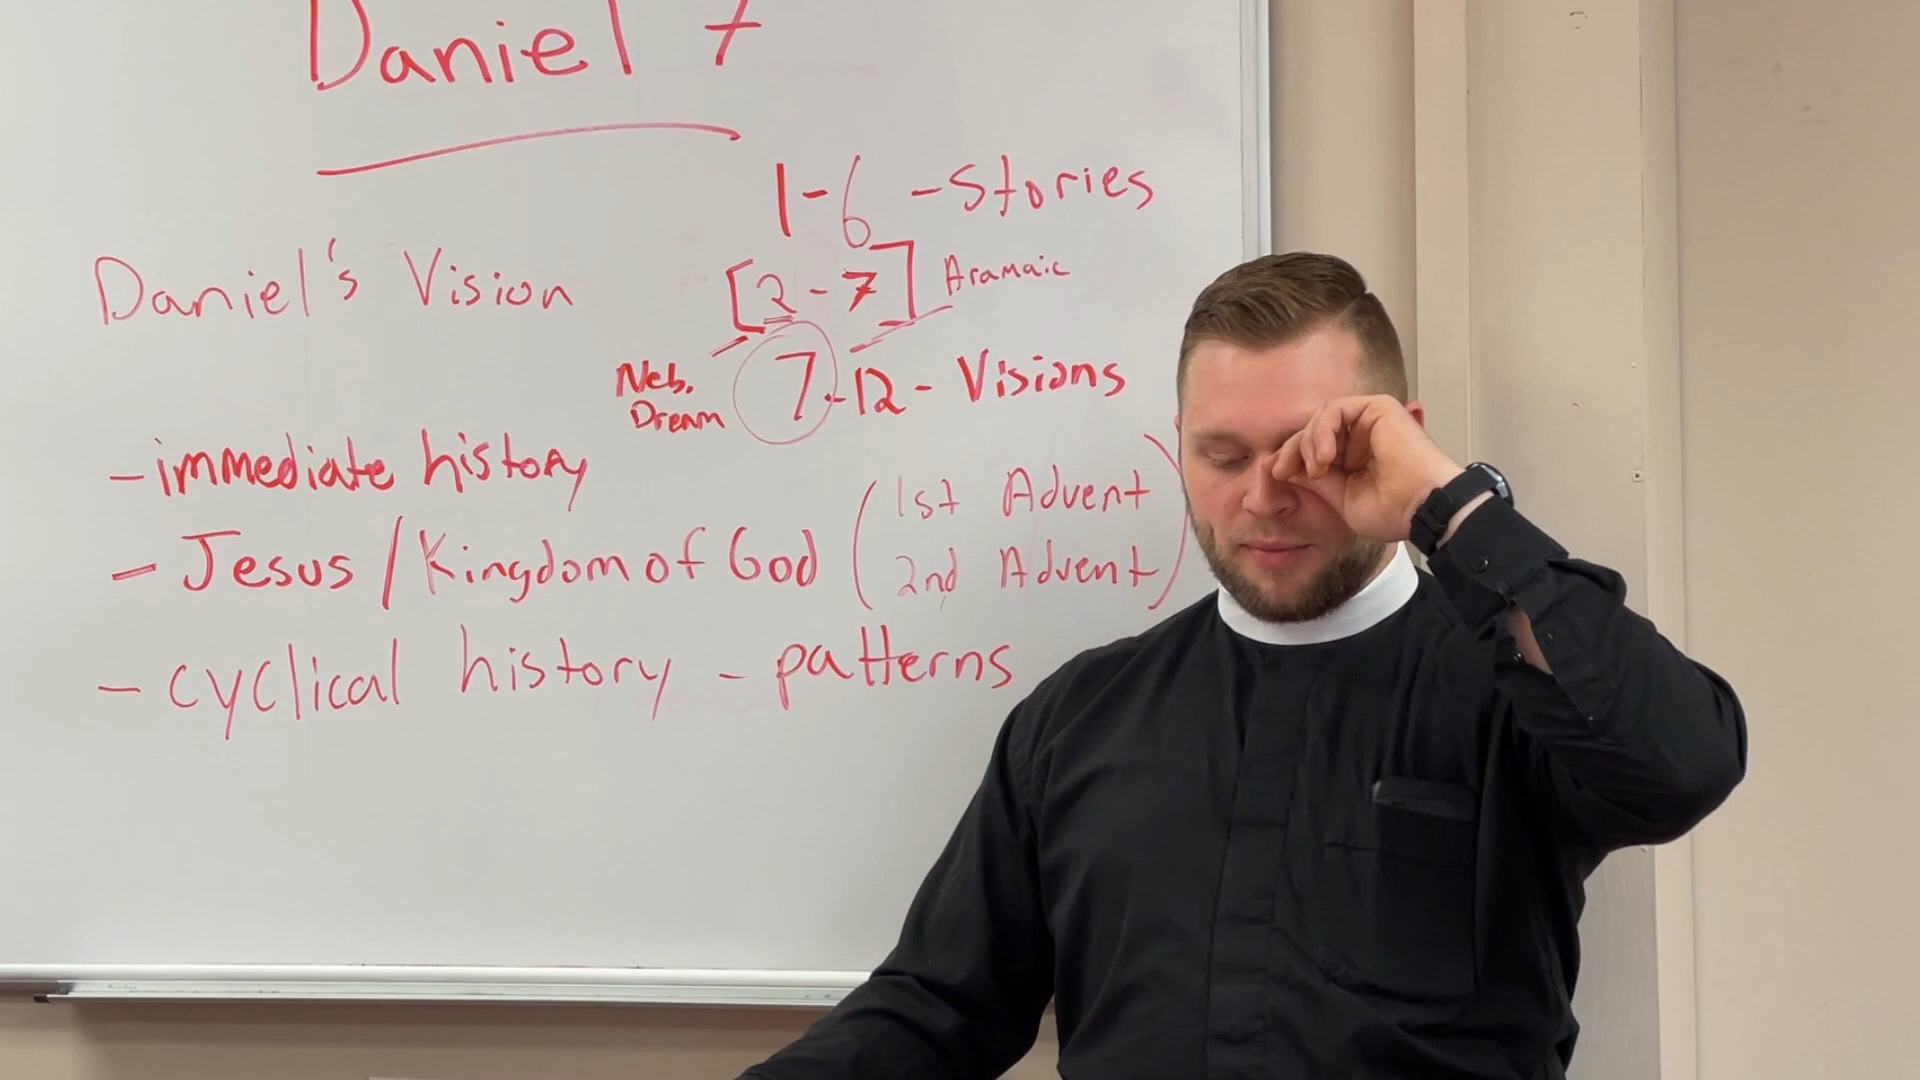 Daniel 7
1-6 - Stories
[2-7] Aramaic
Daniel's Vision
Neb.
Dream
7-12 - Visions
- immediate history
- Jesus / Kingdom of God (1st Advent
2nd Advent)
- cyclical history - patterns